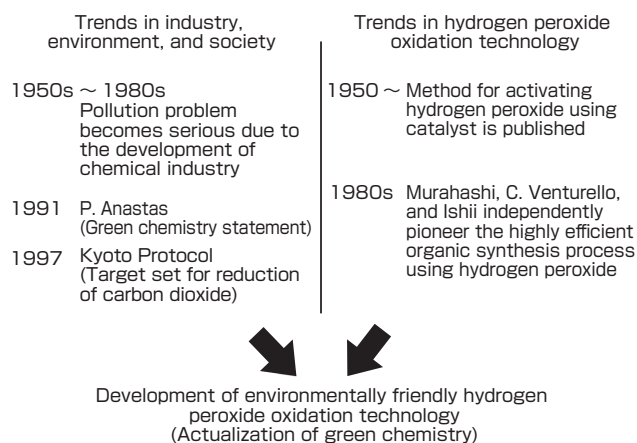 Trends in industry,
environment, and society
1950s ~ 1980s
Pollution problem
becomes serious due to
the development of
chemical industry
1991 P. Anastas
(Green chemistry statement)
1997 Kyoto Protocol
(Target set for reduction
of carbon dioxide)
Trends in hydrogen peroxide
oxidation technology
1950 ~ Method for activating
hydrogen peroxide using
catalyst is published
1980s Murahashi, C. Venturello,
and Ishii independently
pioneer the highly efficient
organic synthesis process
using hydrogen peroxide
Development of environmentally friendly hydrogen
peroxide oxidation technology
(Actualization of green chemistry)